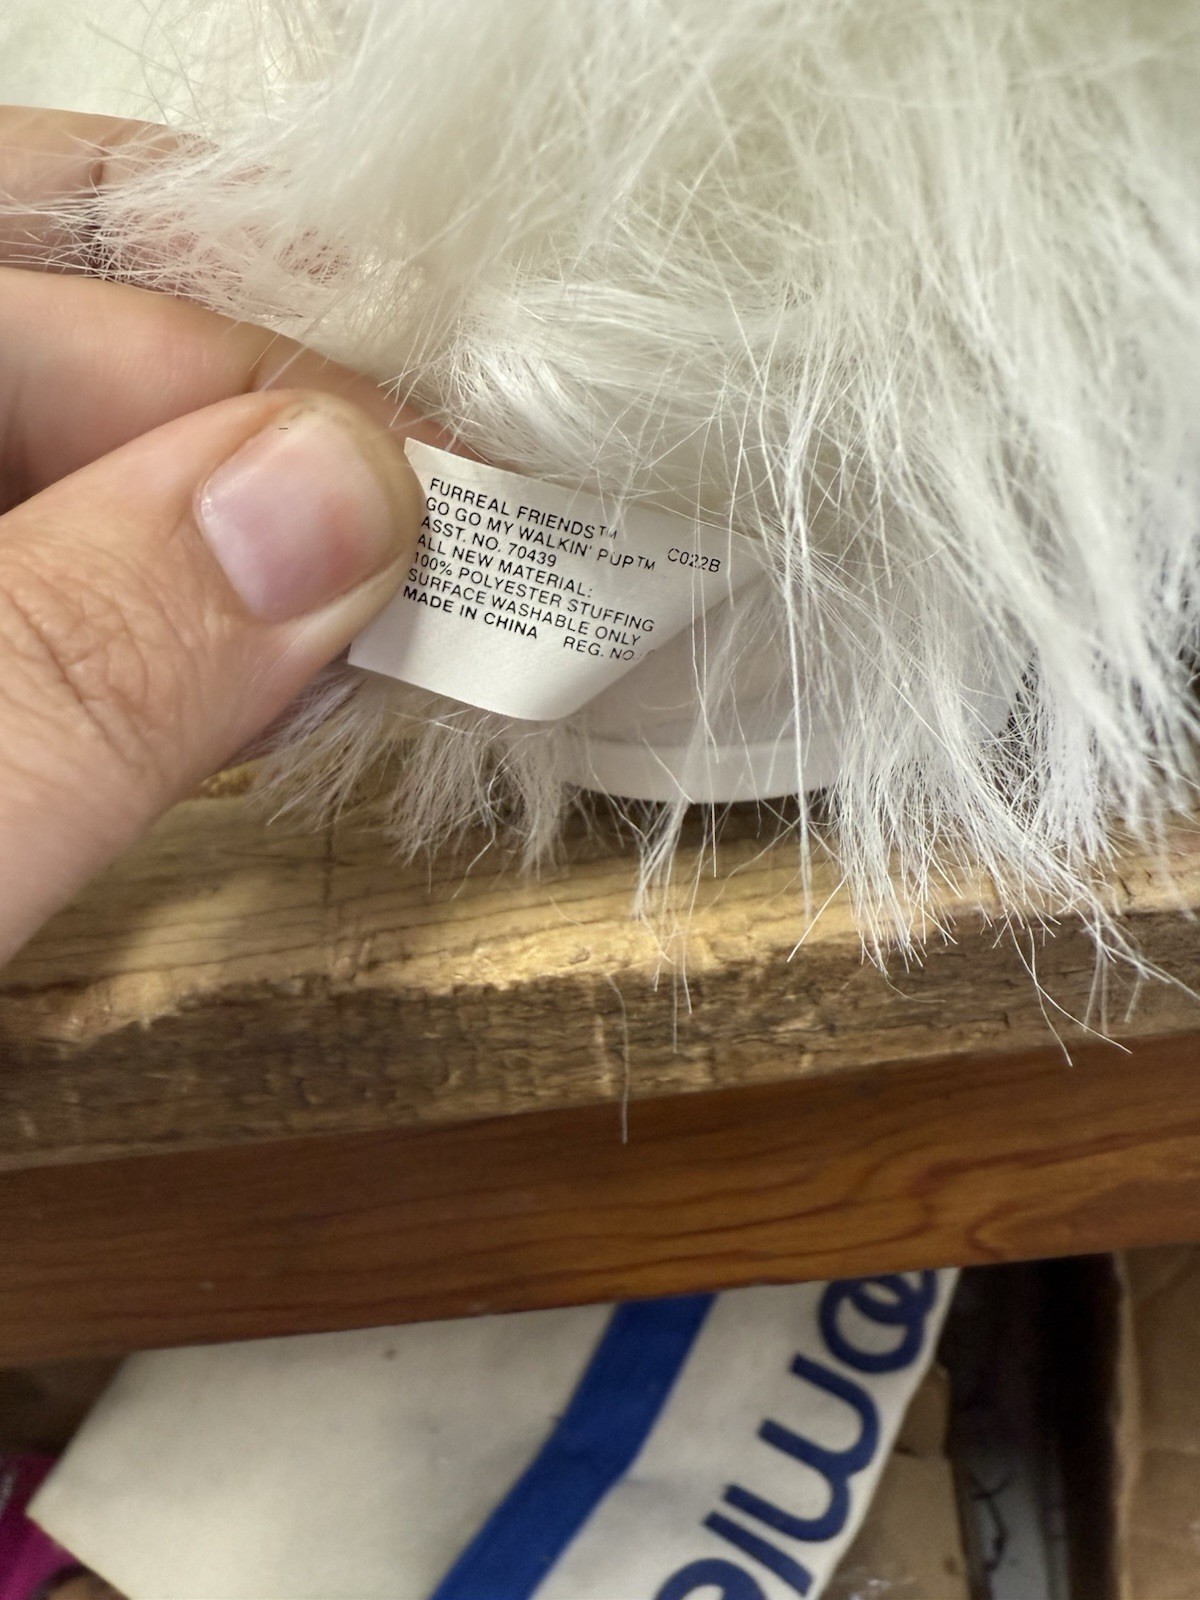 FURREAL FRIENDS™
GO GO MY WALKIN' PUP™ C022B
ASST. NO. 70439
ALL NEW MATERIAL:
100% POLYESTER STUFFING
SURFACE WASHABLE ONLY
MADE IN CHINA REG. NO